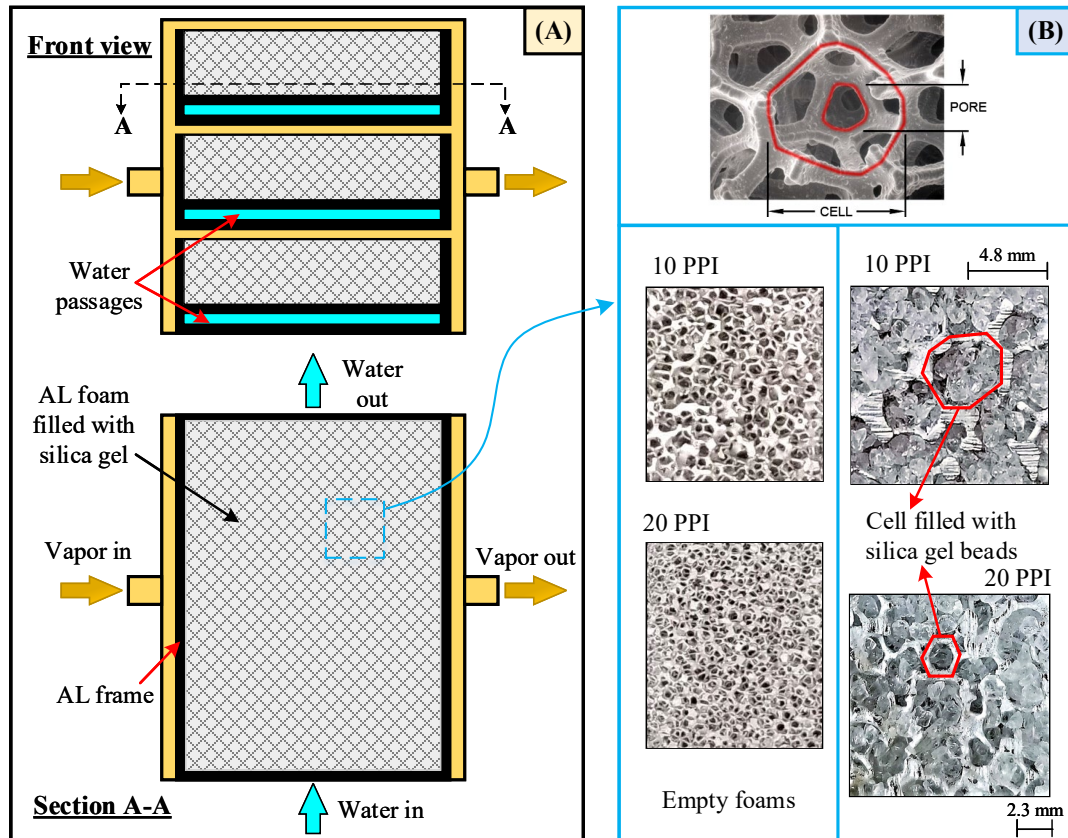 Front view
(A)
A
A
Water
passages
Water
out
AL foam
filled with
silica gel
Vapor in
Vapor out
AL frame
Section A-A
Water in
(B)
PORE
CELL
10 PPI
10 PPI
4.8 mm
20 PPI
Cell filled with
silica gel beads
20 PPI
Empty foams
2.3 mm